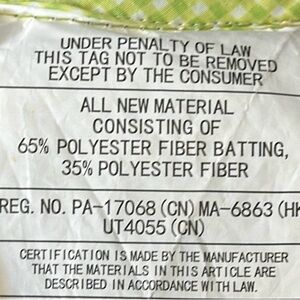 UNDER PENALTY OF LAW
THIS TAG NOT TO BE REMOVED
EXCEPT BY THE CONSUMER
ALL NEW MATERIAL
CONSISTING OF
65% POLYESTER FIBER BATTING,
35% POLYESTER FIBER
REG. NO. PA-17068 (CN) MA-6863 (HK
UT4055 (CN)
CERTIFICATION IS MADE BY THE MANUFACTURER
THAT THE MATERIALS IN THIS ARTICLE ARE
DESCRIBED IN ACCORDANCE WITH LAW.